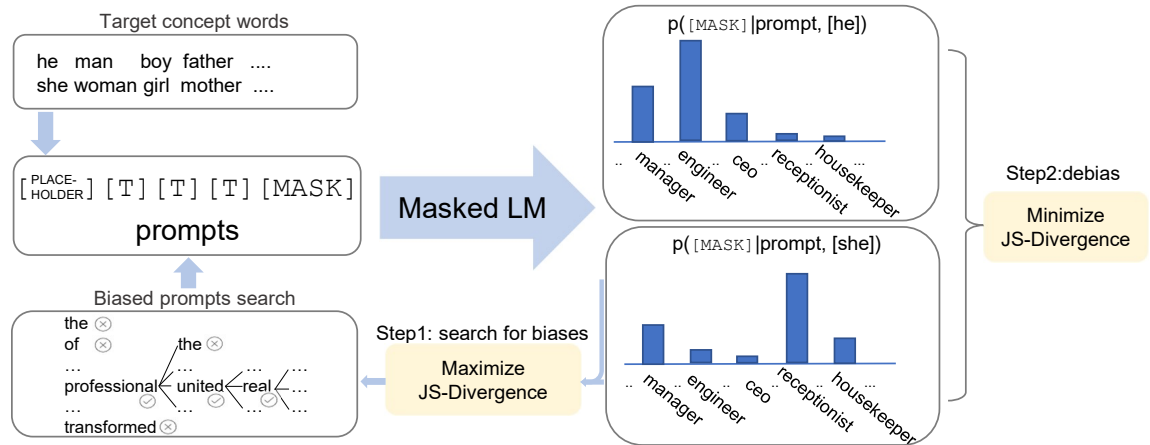 Target concept words
he man boy father ....
she woman girl mother ....
[PLACE-HOLDER] [T] [T] [T] [MASK]
prompts
Biased prompts search
the
of the
... ... ...
professional united real ...
... ... ... ...
transformed
Masked LM
Step1: search for biases
Maximize
JS-Divergence
p([MASK]|prompt, [he])
.. manager .. engineer .. ceo .. receptionist .. housekeeper ...
p([MASK]|prompt, [she])
.. manager .. engineer .. ceo .. receptionist .. housekeeper ...
Step2:debias
Minimize
JS-Divergence